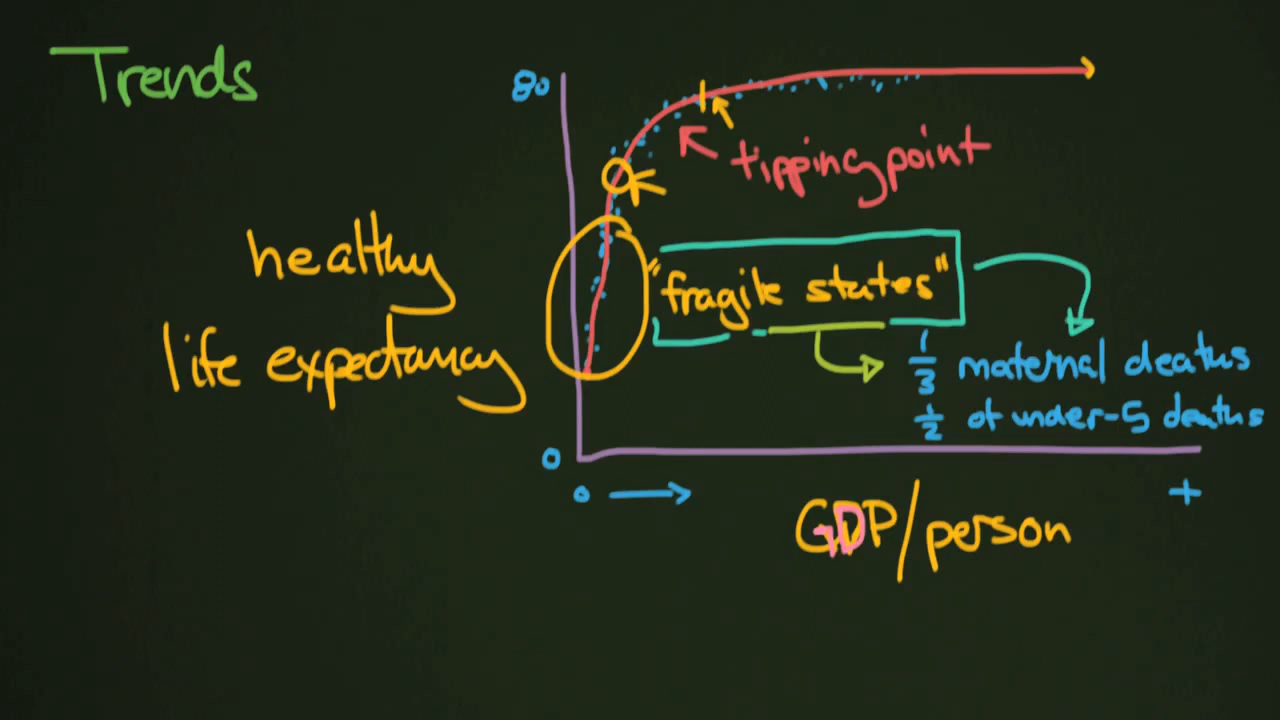 Trends
80
tipping point
healthy
life expectancy
"fragile states"
1/3 maternal deaths
1/2 of under-5 deaths
0
0
+
GDP/person